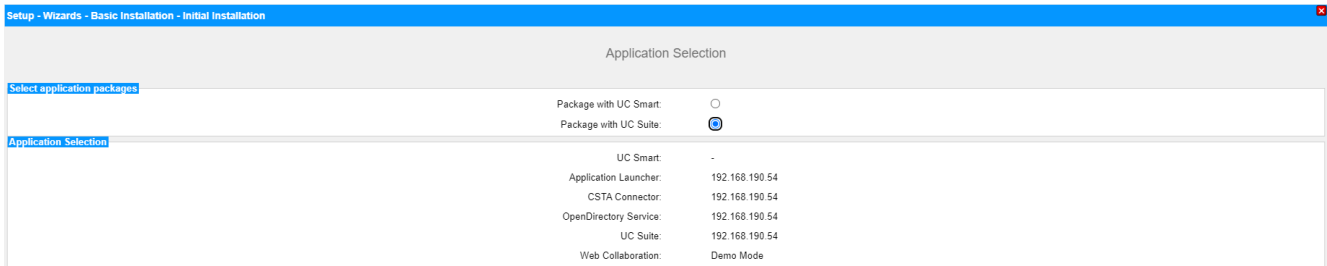 Setup - Wizards - Basic Installation - Initial Installation
Application Selection
Select application packages
Package with UC Smart:
Package with UC Suite:
Application Selection
UC Smart: -
Application Launcher: 192.168.190.54
CSTA Connector: 192.168.190.54
OpenDirectory Service: 192.168.190.54
UC Suite: 192.168.190.54
Web Collaboration: Demo Mode